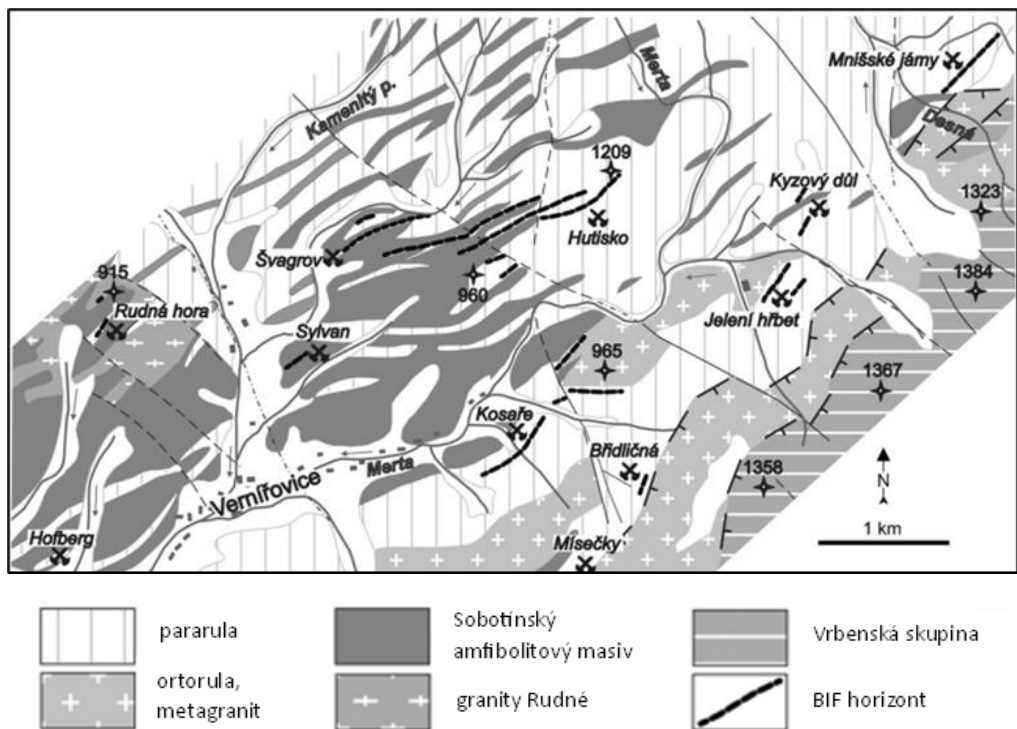 Mnišské jámy
Merta
Kamenitý p.
Desná
1209
Kyzový důl
1323
Hutisko
Švagrov
915
960
1384
Rudná hora
Jelení hřbet
Sylvan
965
1367
Kosaře
Břidličná
Merta
1358
N
Vernířovice
1 km
Hofberg
Mísečky
pararula
Sobotínský
amfibolitový masiv
Vrbenská skupina
ortorula,
metagranit
granity Rudné
BIF horizont